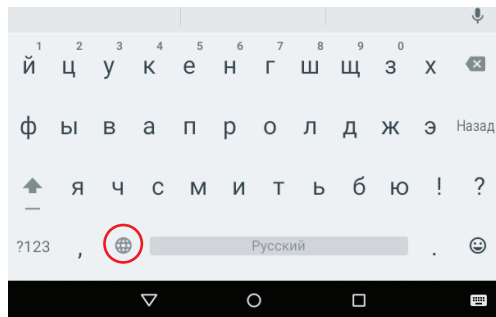 1 2 3 4 5 6 7 8 9 0
й ц у к е н г ш щ з х
ф ы в а п р о л д ж э Назад
я ч с м и т ь б ю ! ?
?123 , Русский .